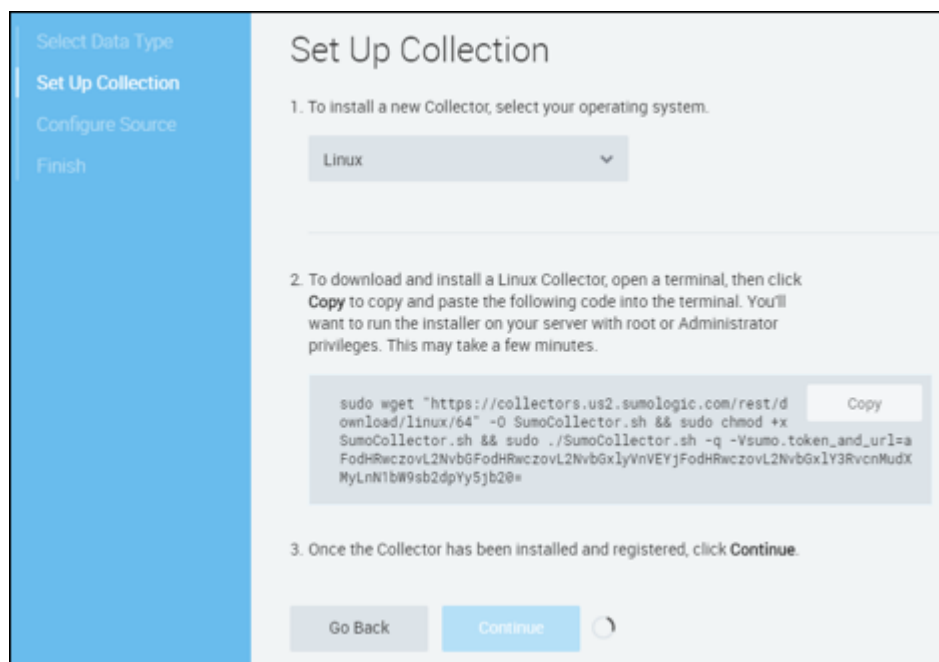 Select Data Type
Set Up Collection
Configure Source
Finish
Set Up Collection
1. To install a new Collector, select your operating system.
Linux
2. To download and install a Linux Collector, open a terminal, then click
Copy to copy and paste the following code into the terminal. You'll
want to run the installer on your server with root or Administrator
privileges. This may take a few minutes.
sudo wget "https://collectors.us2.sumologic.com/rest/d
ownload/linux/64" -O SumoCollector.sh && sudo chmod +x
SumoCollector.sh && sudo ./SumoCollector.sh -q -Vsumo.token_and_url=a
FodHRwczovL2NvbGFodHRwczovL2NvbGxlyVnVEYjFodHRwczovL2NvbGxlY3RvcnMudX
MyLnN1bW9sb2dpYy5jb20=
Copy
3. Once the Collector has been installed and registered, click Continue.
Go Back
Continue